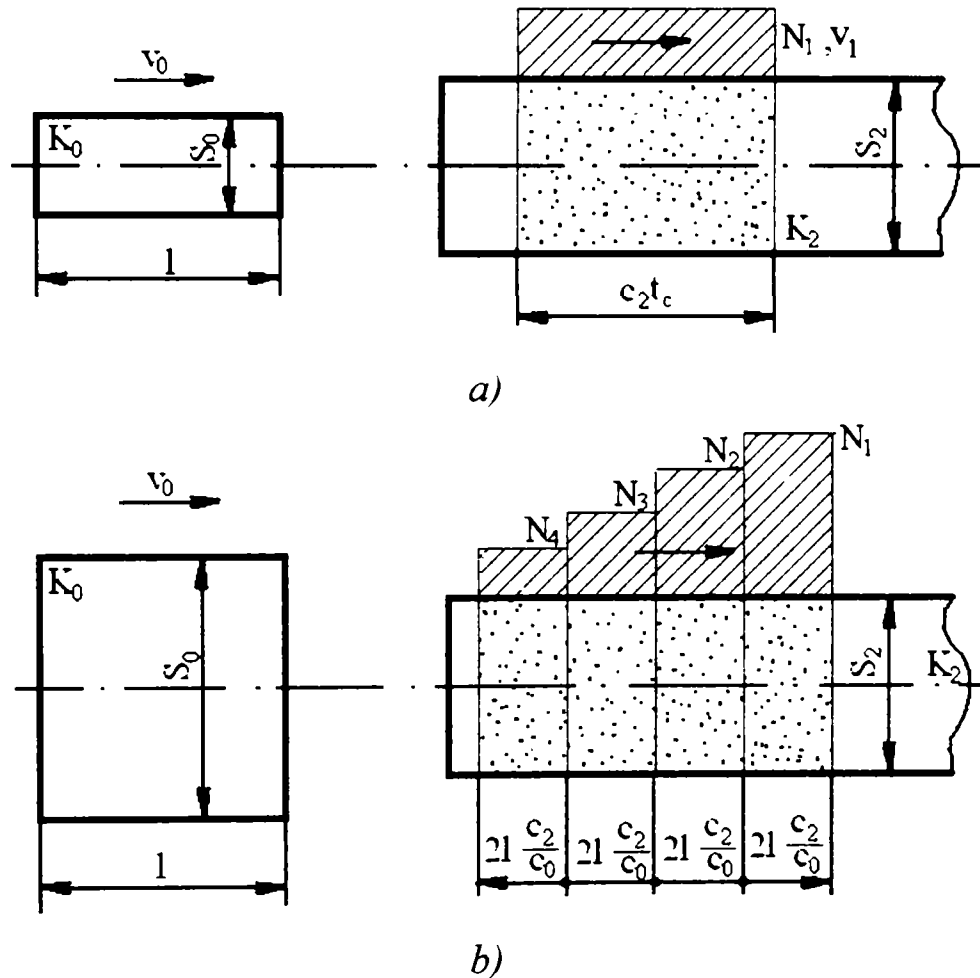 v₀
K₀
S₀
l
N₁ ,v₁
S₂
K₂
c₂t_c
a)
v₀
K₀
S₀
l
N₁
N₂
N₃
N₄
S₂
K₂
2l c₂/c₀ 2l c₂/c₀ 2l c₂/c₀ 2l c₂/c₀
b)